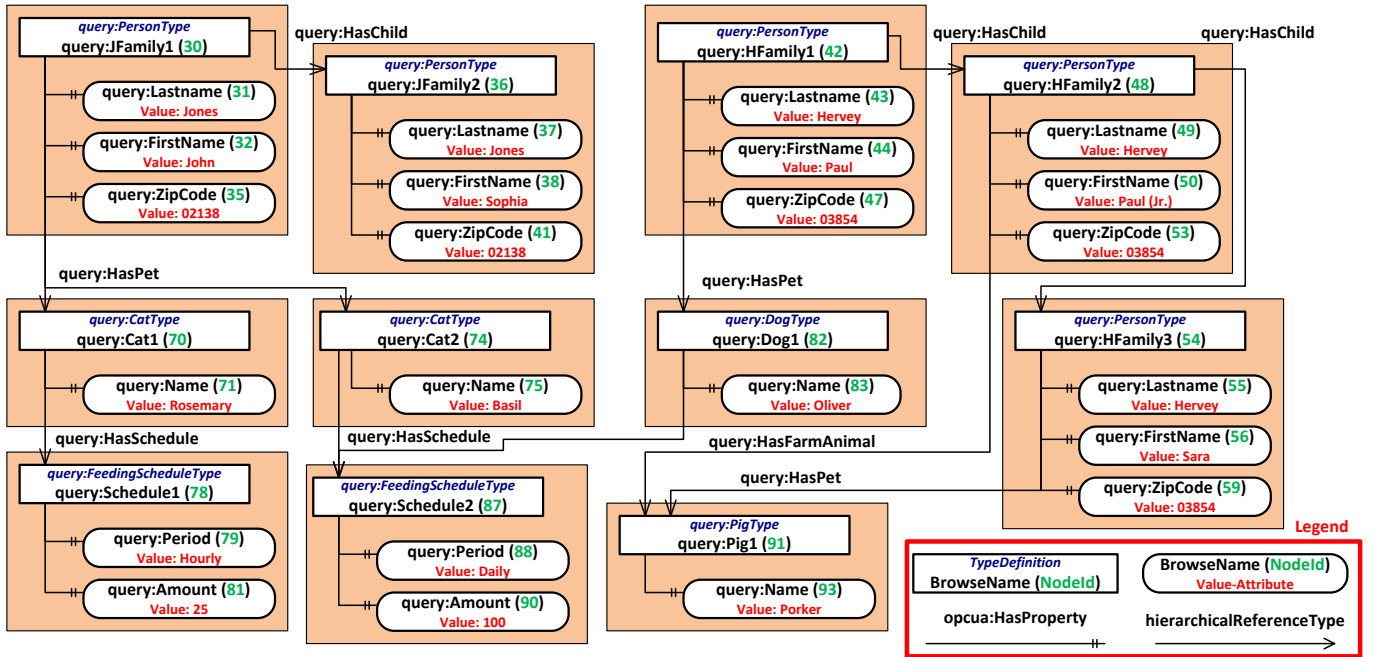 query:PersonType
query:JFamily1 (30)
query:Lastname (31)
Value: Jones
query:FirstName (32)
Value: John
query:ZipCode (35)
Value: 02138
query:HasChild
query:PersonType
query:JFamily2 (36)
query:Lastname (37)
Value: Jones
query:FirstName (38)
Value: Sophia
query:ZipCode (41)
Value: 02138
query:PersonType
query:HFamily1 (42)
query:Lastname (43)
Value: Hervey
query:FirstName (44)
Value: Paul
query:ZipCode (47)
Value: 03854
query:HasChild
query:HasChild
query:PersonType
query:HFamily2 (48)
query:Lastname (49)
Value: Hervey
query:FirstName (50)
Value: Paul (Jr.)
query:ZipCode (53)
Value: 03854
query:HasPet
query:HasPet
query:CatType
query:Cat1 (70)
query:Name (71)
Value: Rosemary
query:CatType
query:Cat2 (74)
query:Name (75)
Value: Basil
query:DogType
query:Dog1 (82)
query:Name (83)
Value: Oliver
query:PersonType
query:HFamily3 (54)
query:Lastname (55)
Value: Hervey
query:FirstName (56)
Value: Sara
query:ZipCode (59)
Value: 03854
query:HasSchedule
query:HasSchedule
query:HasFarmAnimal
query:HasPet
query:FeedingScheduleType
query:Schedule1 (78)
query:Period (79)
Value: Hourly
query:Amount (81)
Value: 25
query:FeedingScheduleType
query:Schedule2 (87)
query:Period (88)
Value: Daily
query:Amount (90)
Value: 100
query:PigType
query:Pig1 (91)
query:Name (93)
Value: Porker
Legend
TypeDefinition
BrowseName (NodeId)
BrowseName (NodeId)
Value-Attribute
opcua:HasProperty
hierarchicalReferenceType